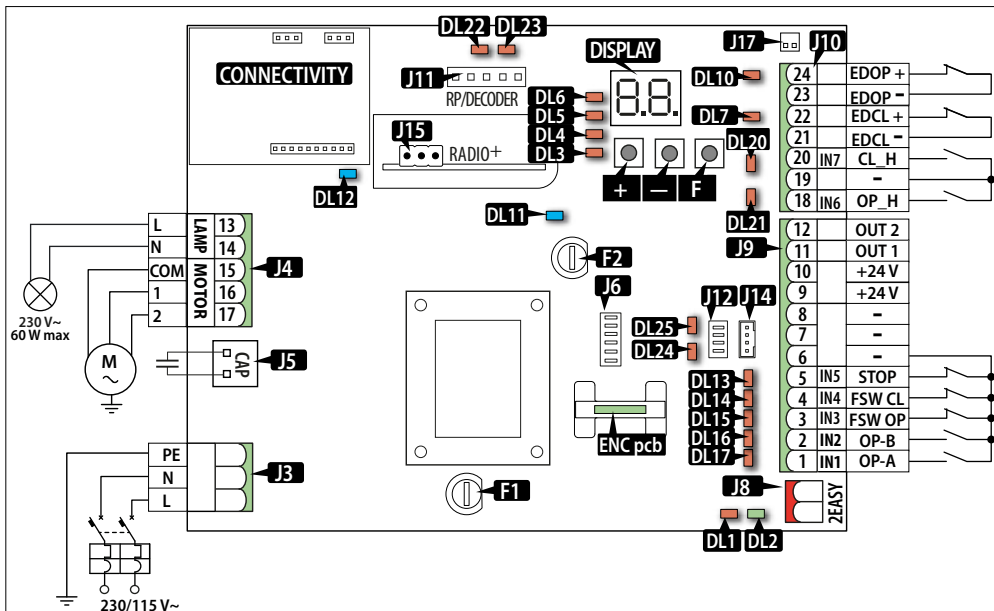 DL22 DL23
DISPLAY
J17
J10
CONNECTIVITY
J11
RP/DECODER
8.8.
DL10
DL6
DL5
DL4
DL3
DL7
DL20
J15
RADIO+
DL12
+ — F
DL21
DL11
24 EDOP +
23 EDOP -
22 EDCL +
21 EDCL -
20 IN7 CL_H
19 -
18 IN6 OP_H
L LAMP 13
N 14
COM MOTOR 15
1 16
2 17
J4
230 V~
60 W max
M
~
CAP
J5
F2
J6
J12
J14
J9
DL25
DL24
12 OUT 2
11 OUT 1
10 +24 V
9 +24 V
8 -
7 -
6 -
5 IN5 STOP
4 IN4 FSW CL
3 IN3 FSW OP
2 IN2 OP-B
1 IN1 OP-A
DL13
DL14
DL15
DL16
DL17
ENC pcb
PE
N
L
J3
F1
J8
2EASY
DL1 DL2
230/115 V~